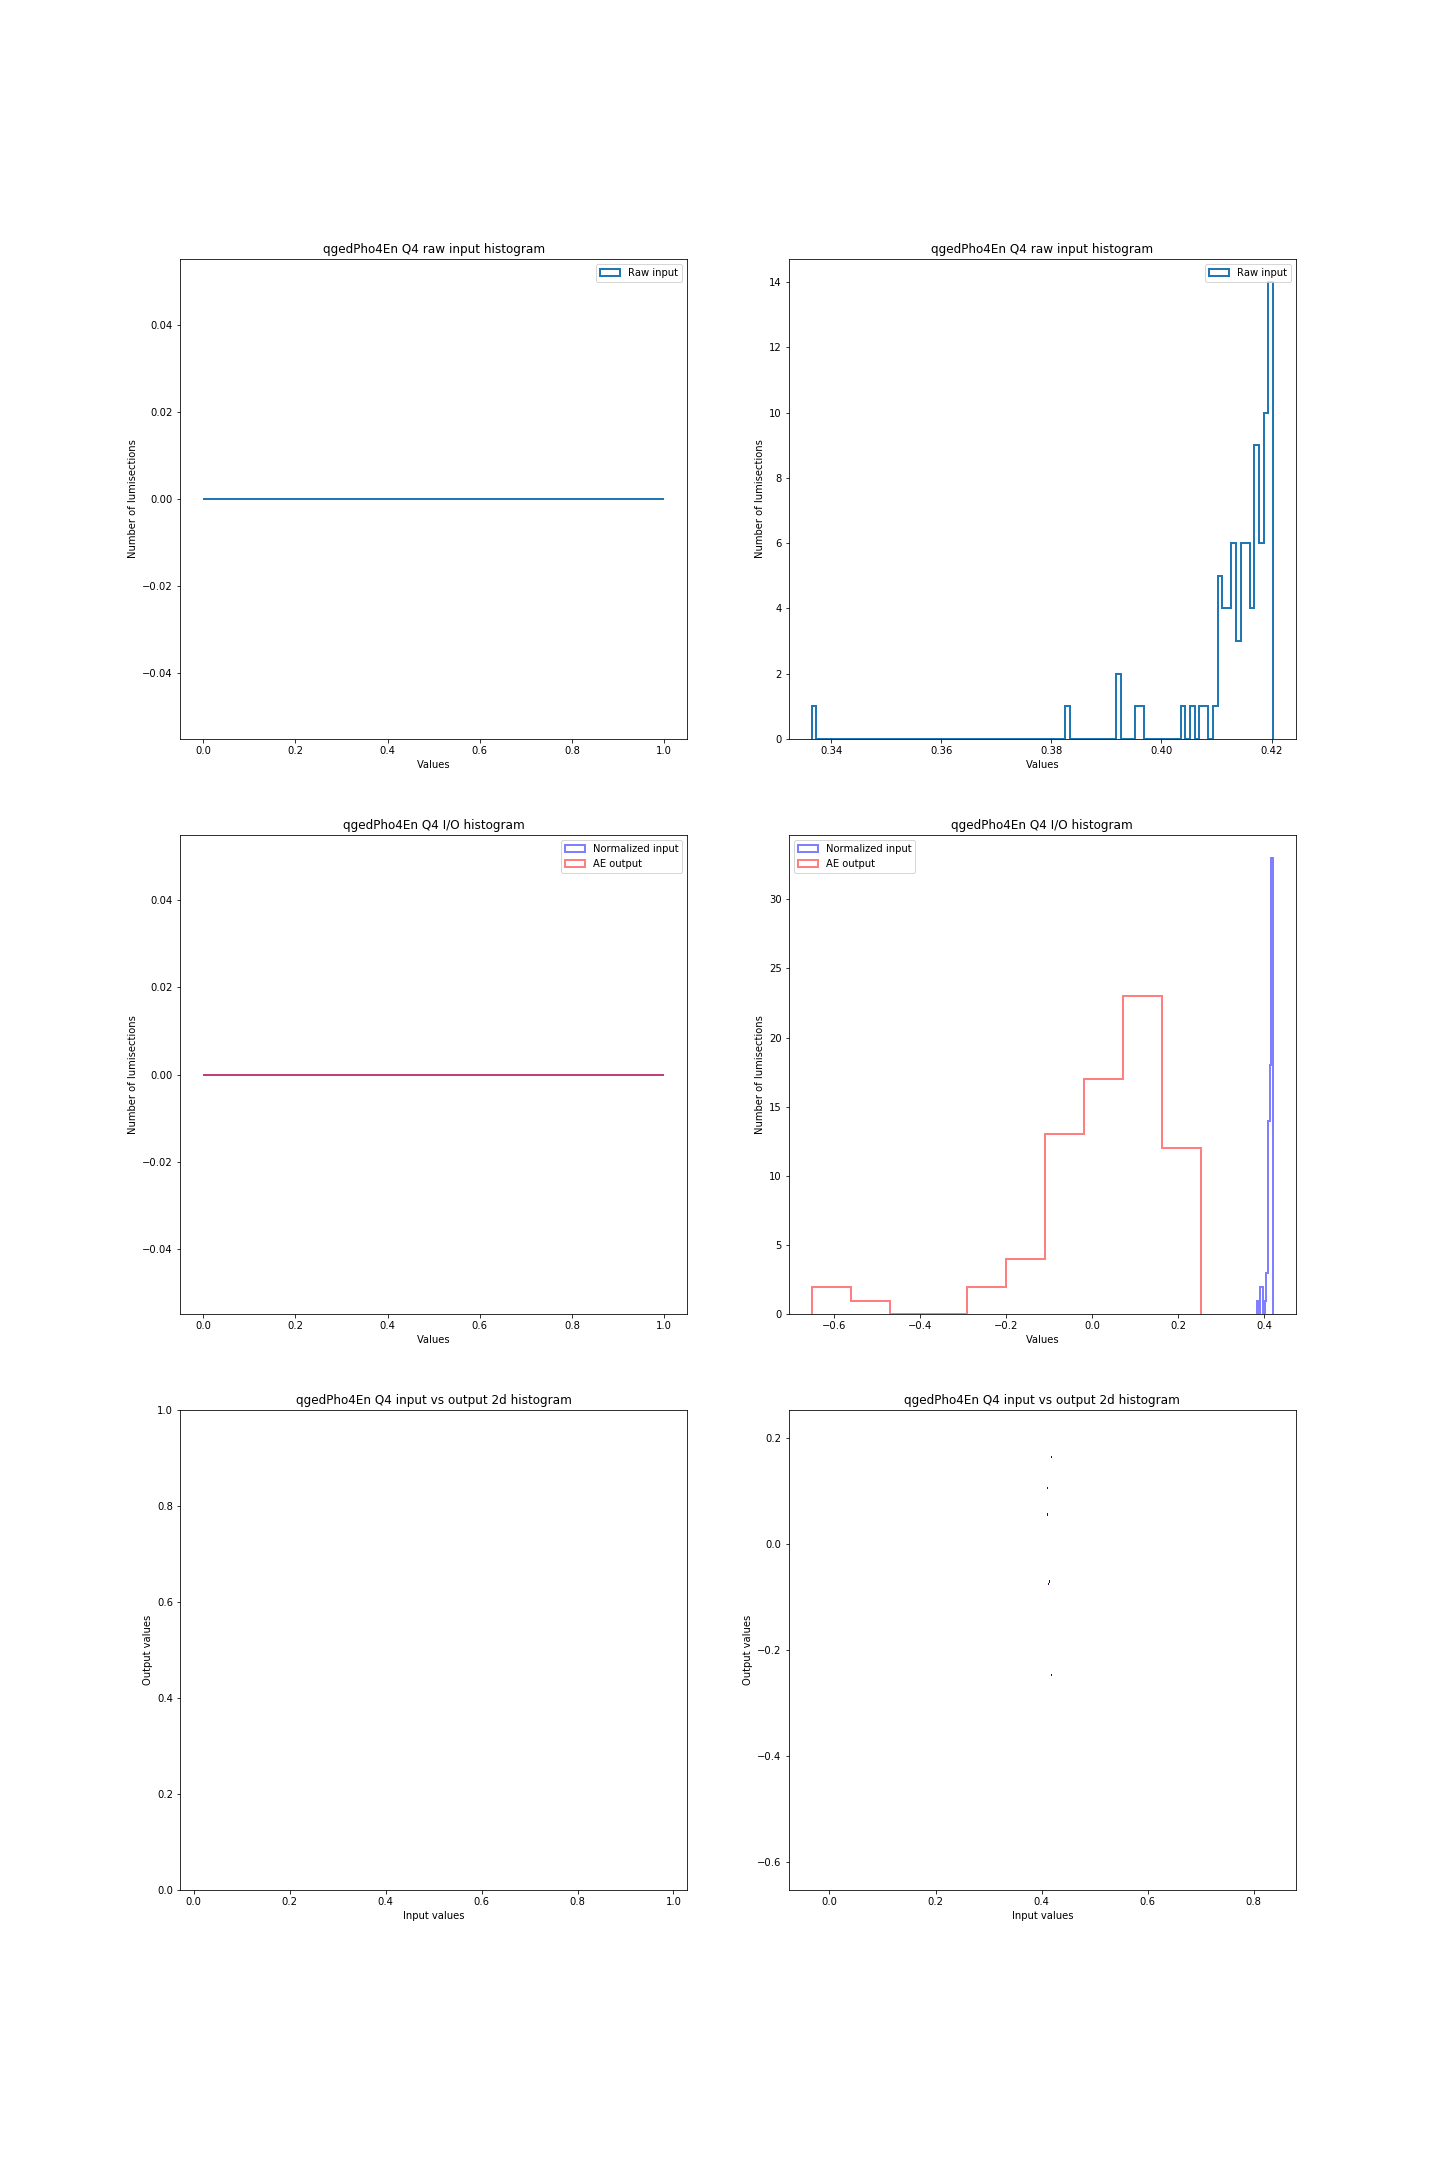 qgedPho4En Q4 raw input histogram
Raw input
0.04
0.02
0.00
−0.02
−0.04
Number of lumisections
0.0 0.2 0.4 0.6 0.8 1.0
Values
qgedPho4En Q4 raw input histogram
Raw input
14
12
10
8
6
4
2
0
Number of lumisections
0.34 0.36 0.38 0.40 0.42
Values
qgedPho4En Q4 I/O histogram
Normalized input
AE output
0.04
0.02
0.00
−0.02
−0.04
Number of lumisections
0.0 0.2 0.4 0.6 0.8 1.0
Values
qgedPho4En Q4 I/O histogram
Normalized input
AE output
30
25
20
15
10
5
0
Number of lumisections
−0.6 −0.4 −0.2 0.0 0.2 0.4
Values
qgedPho4En Q4 input vs output 2d histogram
1.0
0.8
0.6
0.4
0.2
0.0
Output values
0.0 0.2 0.4 0.6 0.8 1.0
Input values
qgedPho4En Q4 input vs output 2d histogram
0.2
0.0
−0.2
−0.4
−0.6
Output values
0.0 0.2 0.4 0.6 0.8
Input values